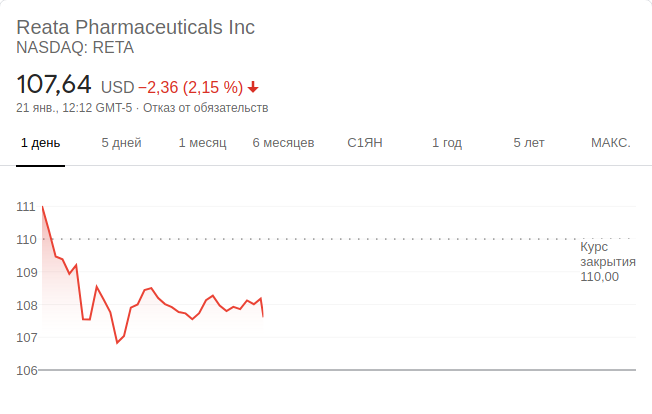 Reata Pharmaceuticals Inc
NASDAQ: RETA
107,64 USD −2,36 (2,15 %)
21 янв., 12:12 GMT-5 · Отказ от обязательств
1 день 5 дней 1 месяц 6 месяцев С1ЯН 1 год 5 лет МАКС.
111
110
Курс
закрытия
110,00
109
108
107
106